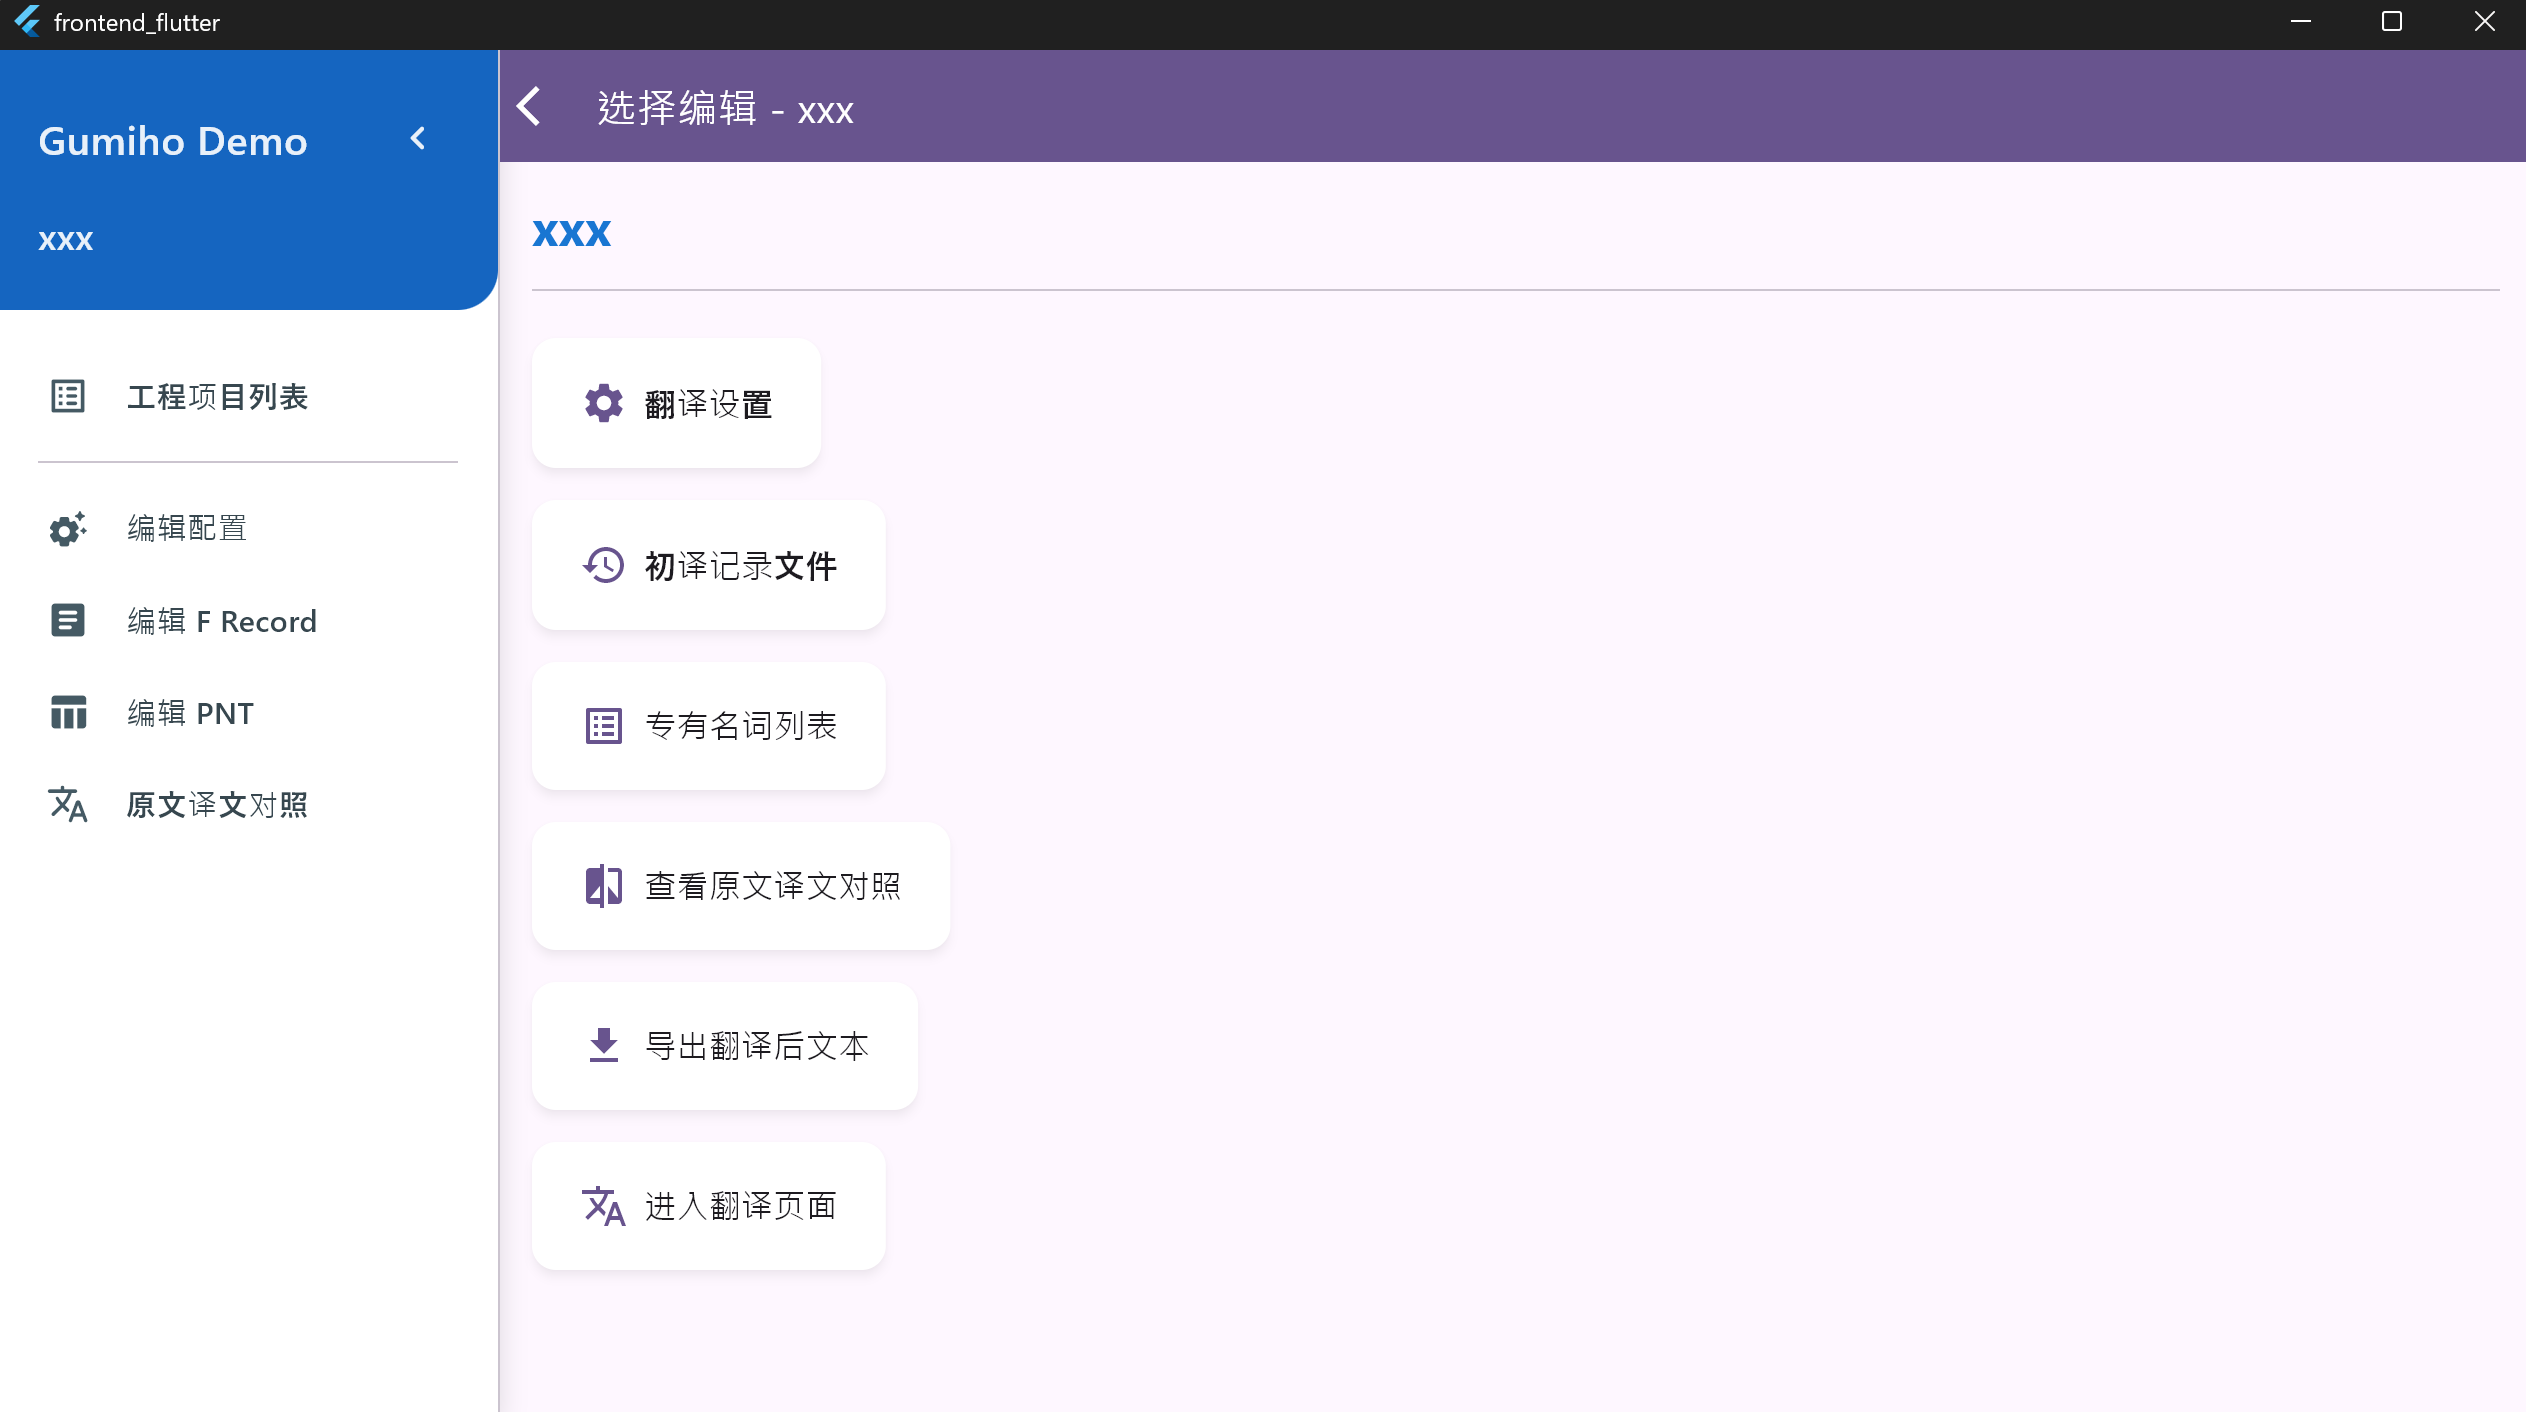 frontend_flutter
Gumiho Demo
xxx
工程项目列表
编辑配置
编辑 F Record
编辑 PNT
原文译文对照
选择编辑 - xxx
xxx
翻译设置
初译记录文件
专有名词列表
查看原文译文对照
导出翻译后文本
进入翻译页面